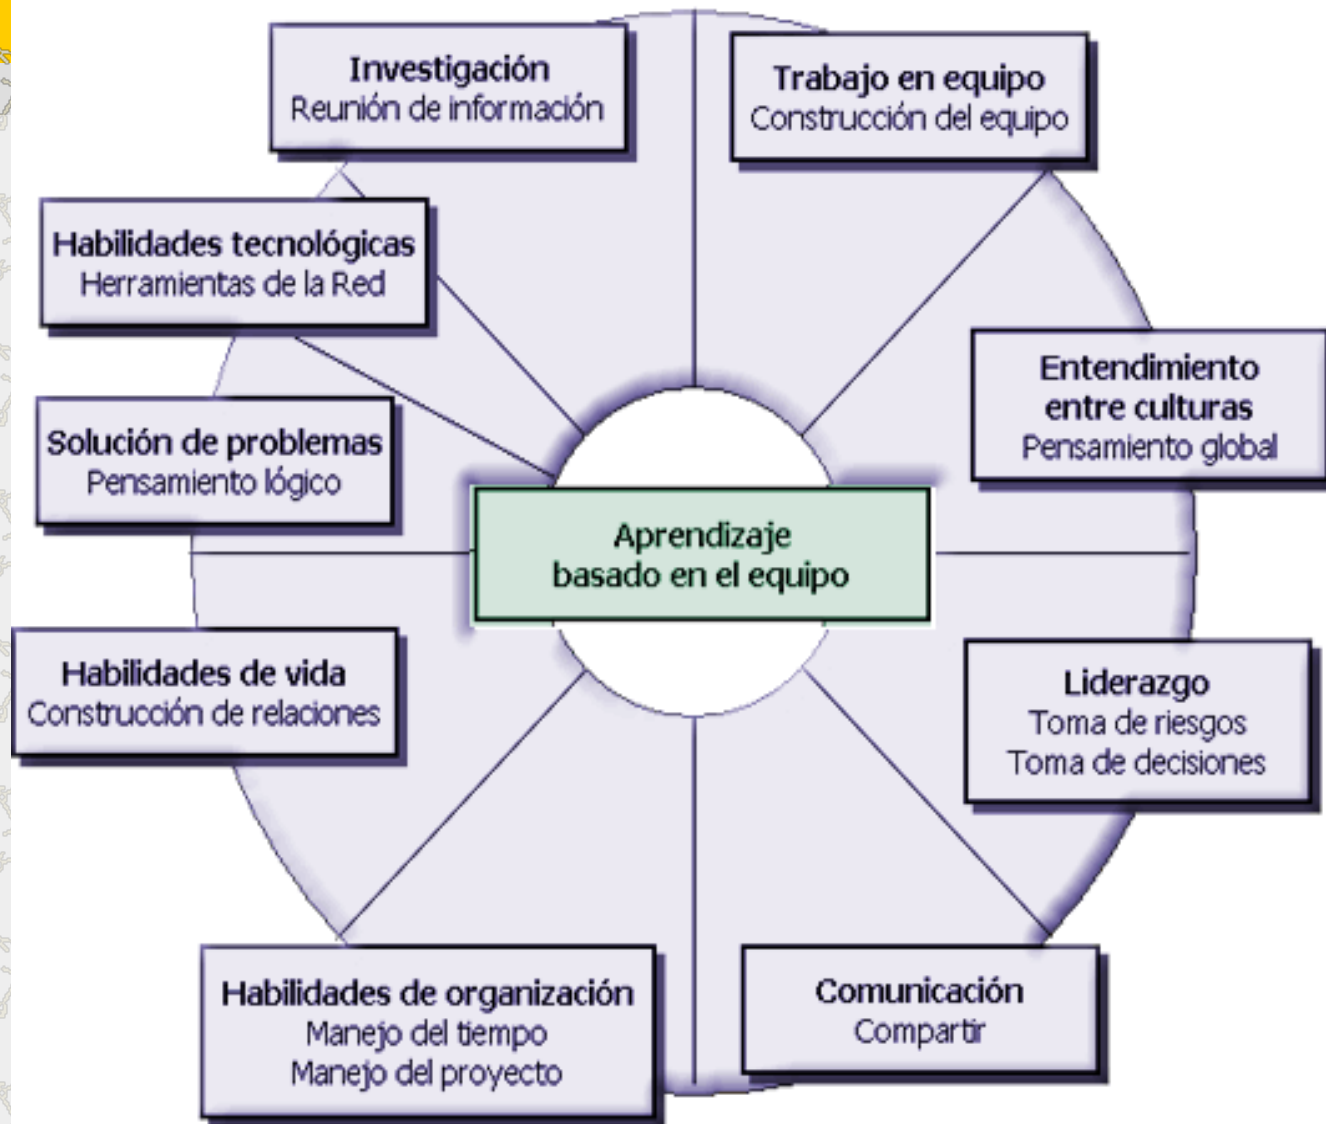 Investigación
Reunión de información
Trabajo en equipo
Construcción del equipo
Habilidades tecnológicas
Herramientas de la Red
Entendimiento
entre culturas
Pensamiento global
Solución de problemas
Pensamiento lógico
Aprendizaje
basado en el equipo
Habilidades de vida
Construcción de relaciones
Liderazgo
Toma de riesgos
Toma de decisiones
Habilidades de organización
Manejo del tiempo
Manejo del proyecto
Comunicación
Compartir